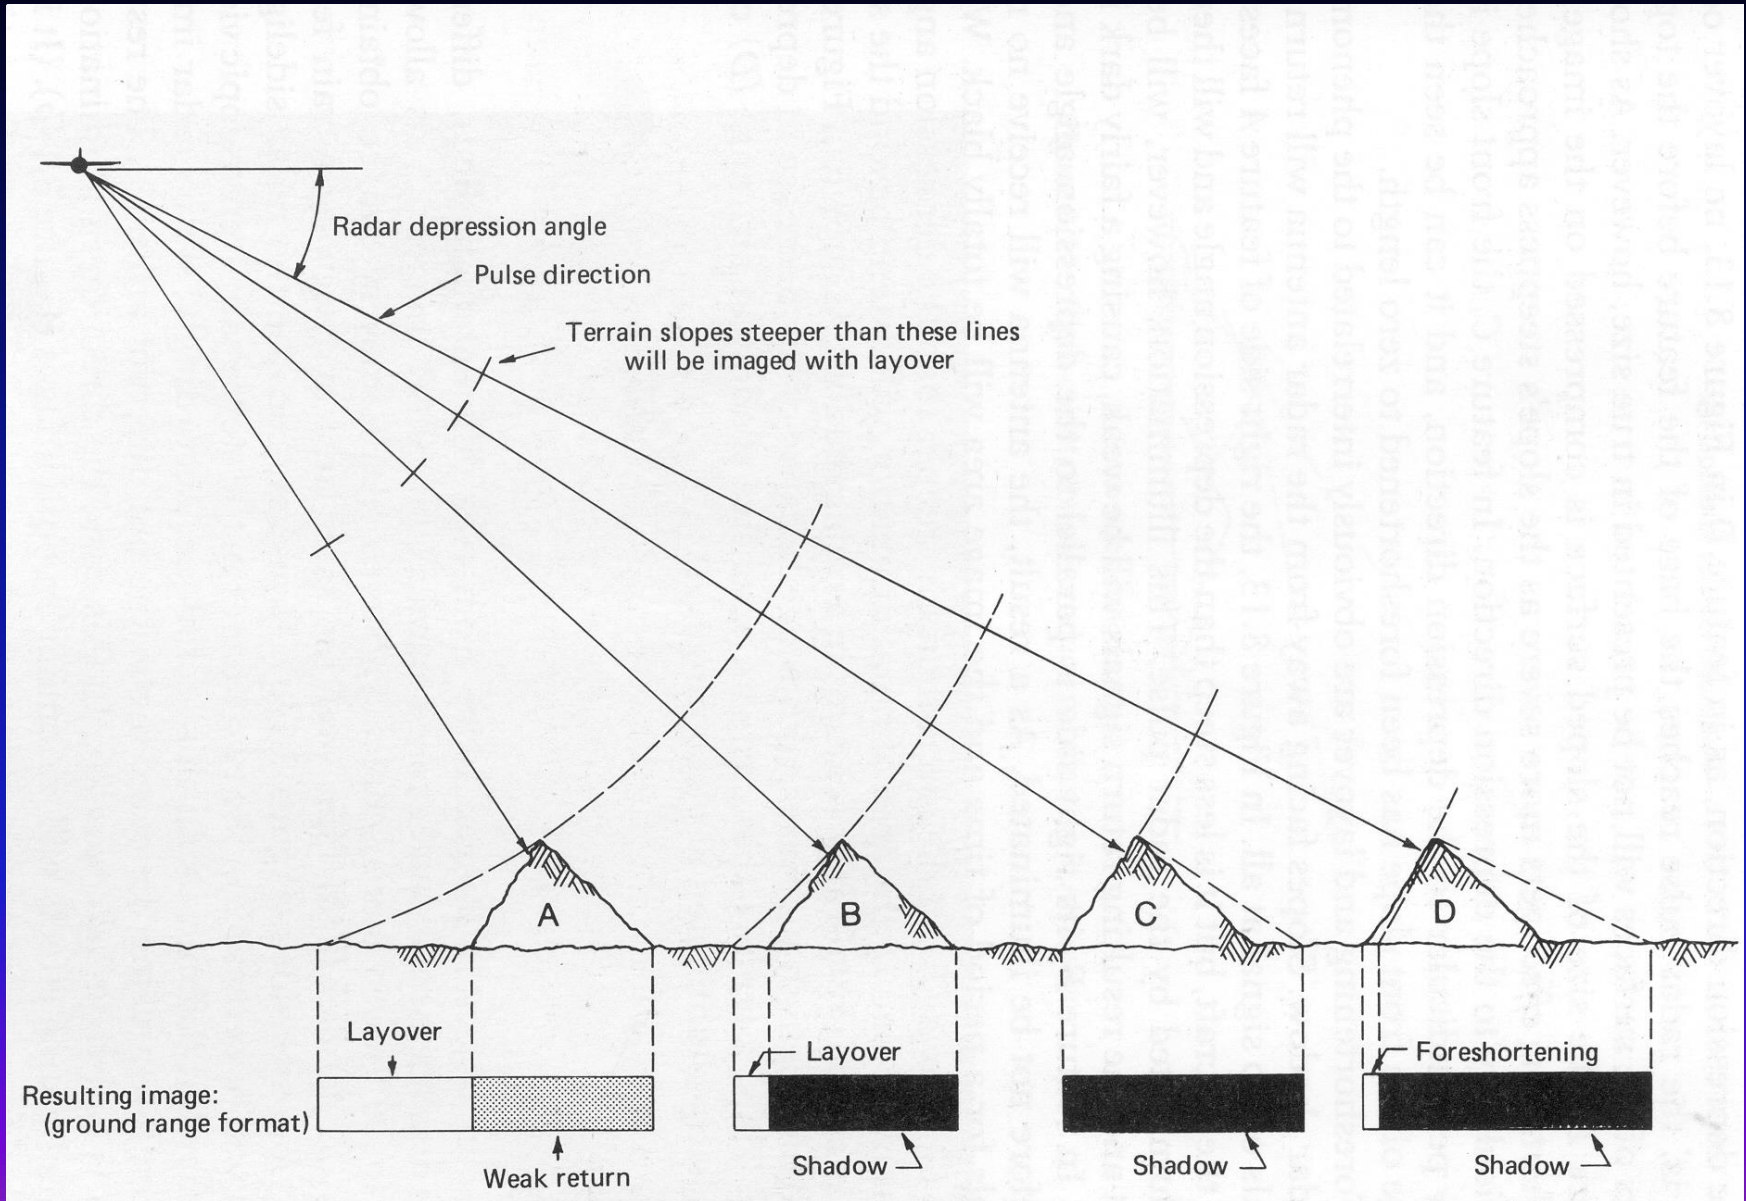 Radar depression angle
Pulse direction
Terrain slopes steeper than these lines
will be imaged with layover
A
B
C
D
Layover
Layover
Foreshortening
Resulting image:
(ground range format)
Weak return
Shadow
Shadow
Shadow